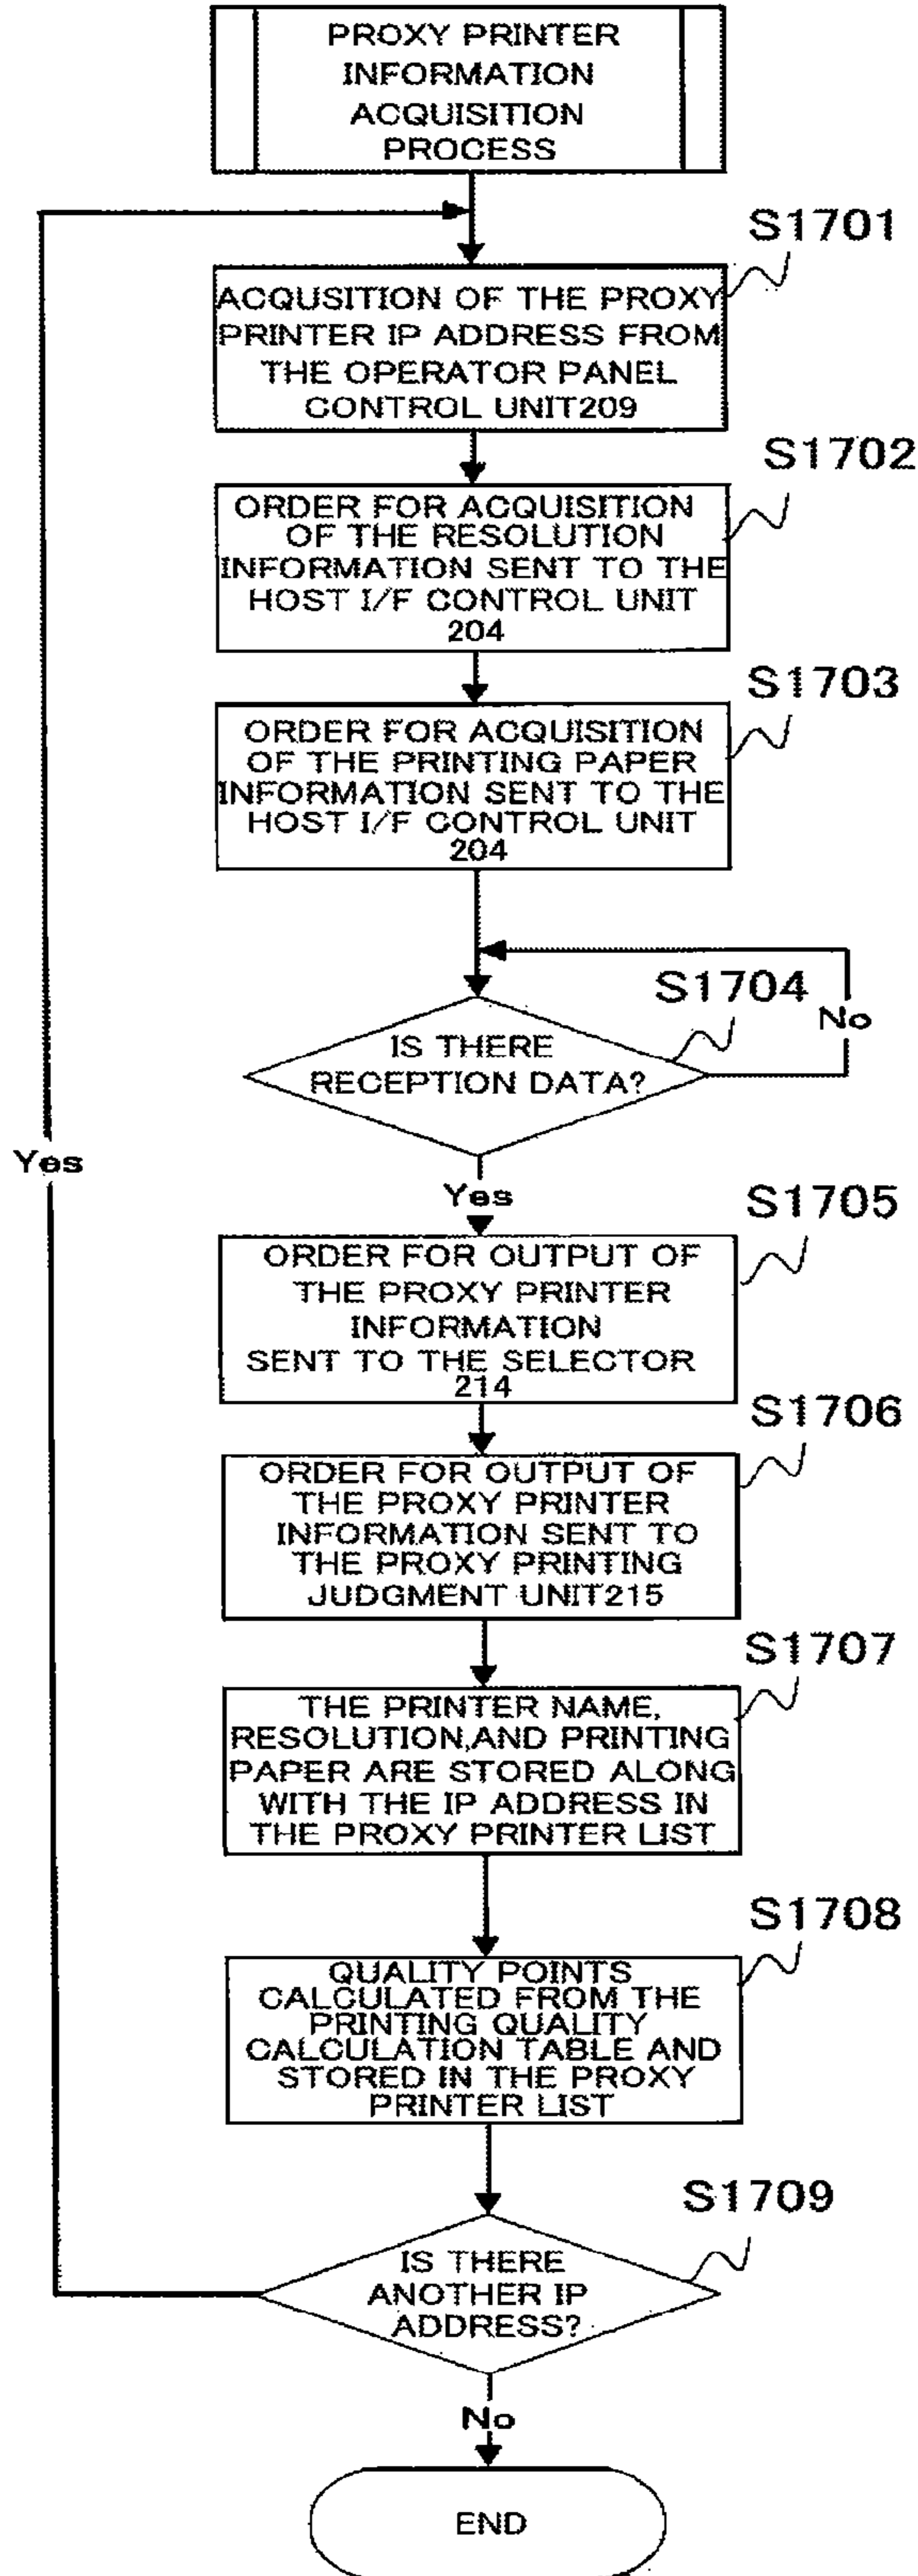 PROXY PRINTER
INFORMATION
ACQUISITION
PROCESS
S1701
ACQUSITION OF THE PROXY
PRINTER IP ADDRESS FROM
THE OPERATOR PANEL
CONTROL UNIT209
S1702
ORDER FOR ACQUISITION
OF THE RESOLUTION
INFORMATION SENT TO THE
HOST I/F CONTROL UNIT
204
S1703
ORDER FOR ACQUISITION
OF THE PRINTING PAPER
INFORMATION SENT TO THE
HOST I/F CONTROL UNIT
204
S1704
No
IS THERE
RECEPTION DATA?
Yes
Yes
S1705
ORDER FOR OUTPUT OF
THE PROXY PRINTER
INFORMATION
SENT TO THE SELECTOR
214
S1706
ORDER FOR OUTPUT OF
THE PROXY PRINTER
INFORMATION SENT TO
THE PROXY PRINTING
JUDGMENT UNIT215
S1707
THE PRINTER NAME,
RESOLUTION,AND PRINTING
PAPER ARE STORED ALONG
WITH THE IP ADDRESS IN
THE PROXY PRINTER LIST
S1708
QUALITY POINTS
CALCULATED FROM THE
PRINTING QUALITY
CALCULATION TABLE AND
STORED IN THE PROXY
PRINTER LIST
S1709
IS THERE
ANOTHER IP
ADDRESS?
No
END